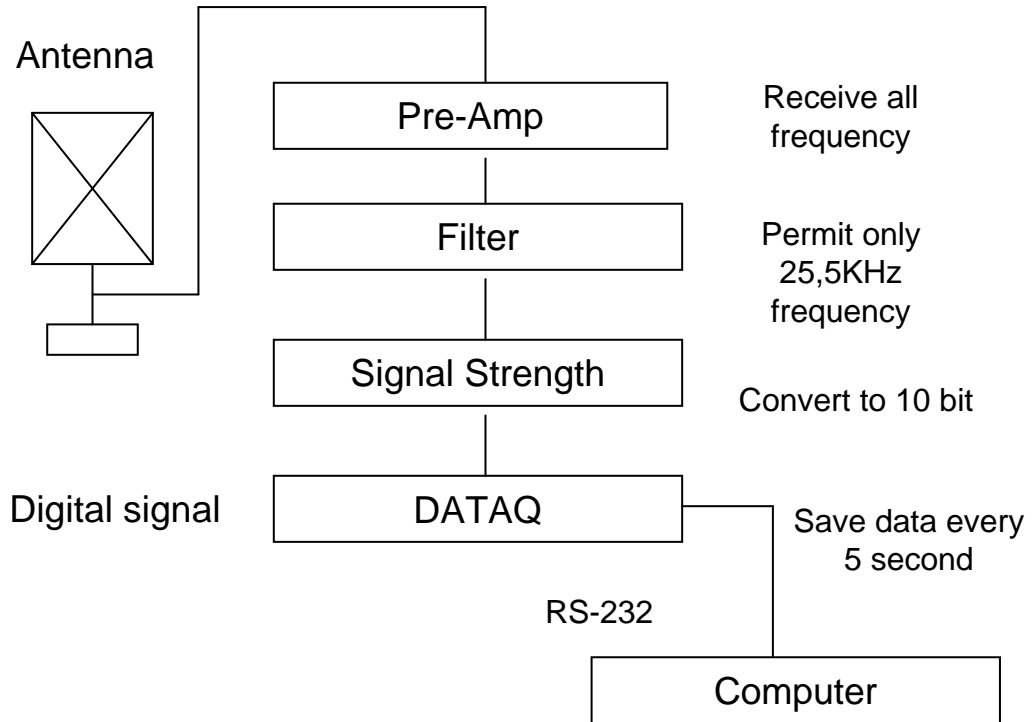 Antenna
Pre-Amp
Receive all
frequency
Filter
Permit only
25,5KHz
frequency
Signal Strength
Convert to 10 bit
Digital signal
DATAQ
Save data every
5 second
RS-232
Computer